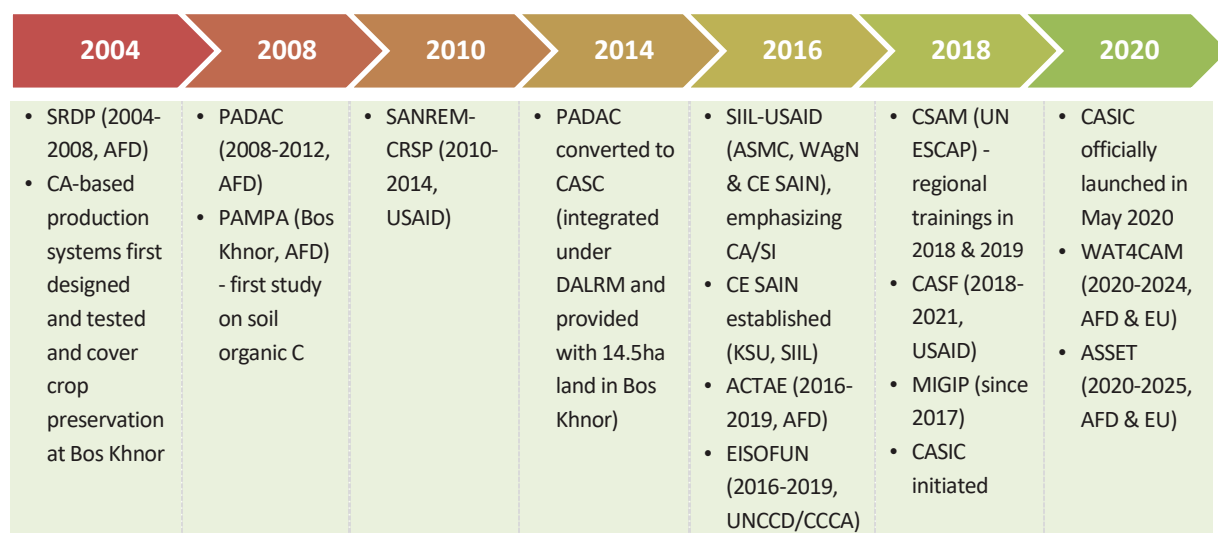 2004
2008
2010
2014
2016
2018
2020
• SRDP (2004-
2008, AFD)
• CA-based
production
systems first
designed
and tested
and cover
crop
preservation
at Bos Khnor
• PADAC
(2008-2012,
AFD)
• PAMPA (Bos
Khnor, AFD)
- first study
on soil
organic C
• SANREM-
CRSP (2010-
2014,
USAID)
• PADAC
converted to
CASC
(integrated
under
DALRM and
provided
with 14.5ha
land in Bos
Khnor)
• SIIL-USAID
(ASMC, WAgN
& CE SAIN),
emphasizing
CA/SI
• CE SAIN
established
(KSU, SIIL)
• ACTAE (2016-
2019, AFD)
• EISOFUN
(2016-2019,
UNCCD/CCCA)
• CSAM (UN
ESCAP) -
regional
trainings in
2018 & 2019
• CASF (2018-
2021,
USAID)
• MIGIP (since
2017)
• CASIC
initiated
• CASIC
officially
launched in
May 2020
• WAT4CAM
(2020-2024,
AFD & EU)
• ASSET
(2020-2025,
AFD & EU)